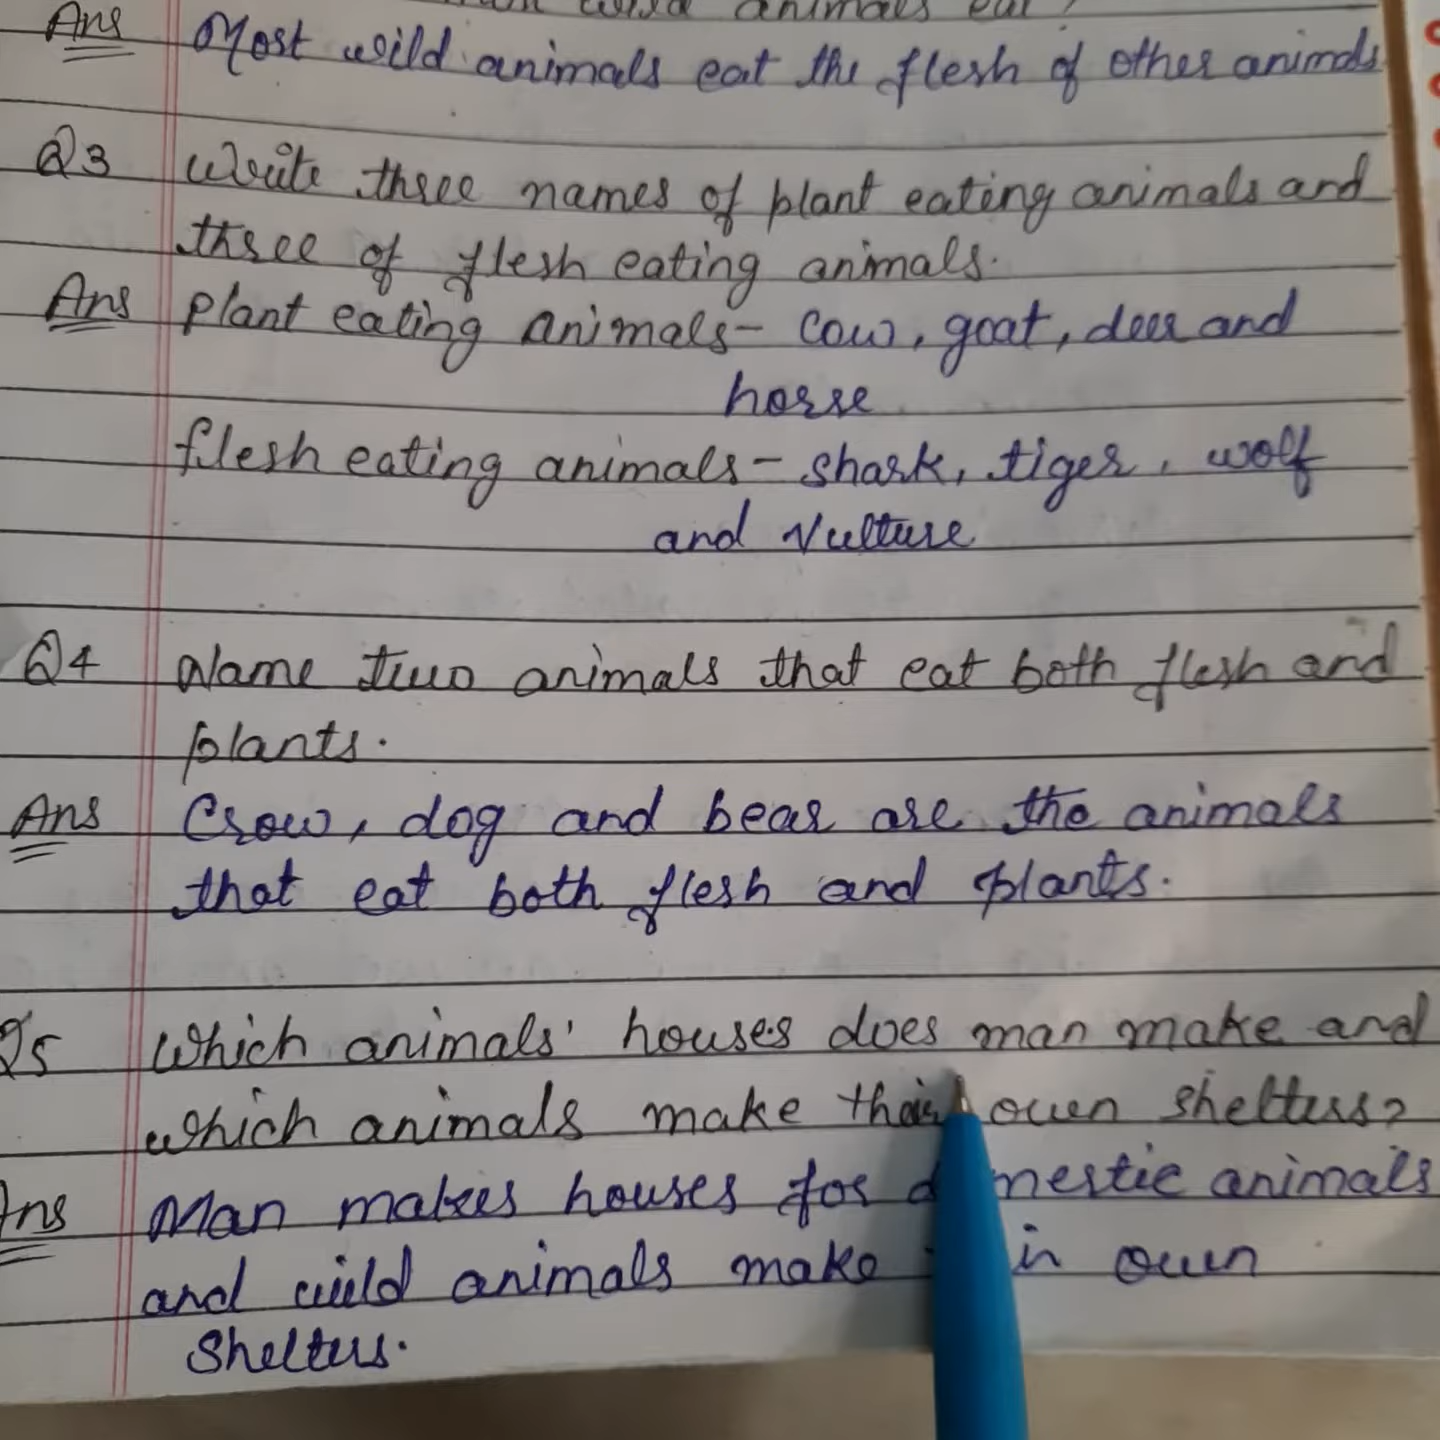 wild animals eat?
Ans Most wild animals eat the flesh of other animals
Q3 Write three names of plant eating animals and
three of flesh eating animals.
Ans Plant eating animals- Cow, goat, deer and
horse
flesh eating animals- shark, tiger, wolf
and Vulture
Q4 Name two animals that eat both flesh and
plants.
Ans Crow, dog and bear are the animals
that eat both flesh and plants.
Q5 Which animals' houses does man make and
which animals make their own shelters?
Ans Man makes houses for domestic animals
and wild animals make own
Shelters.